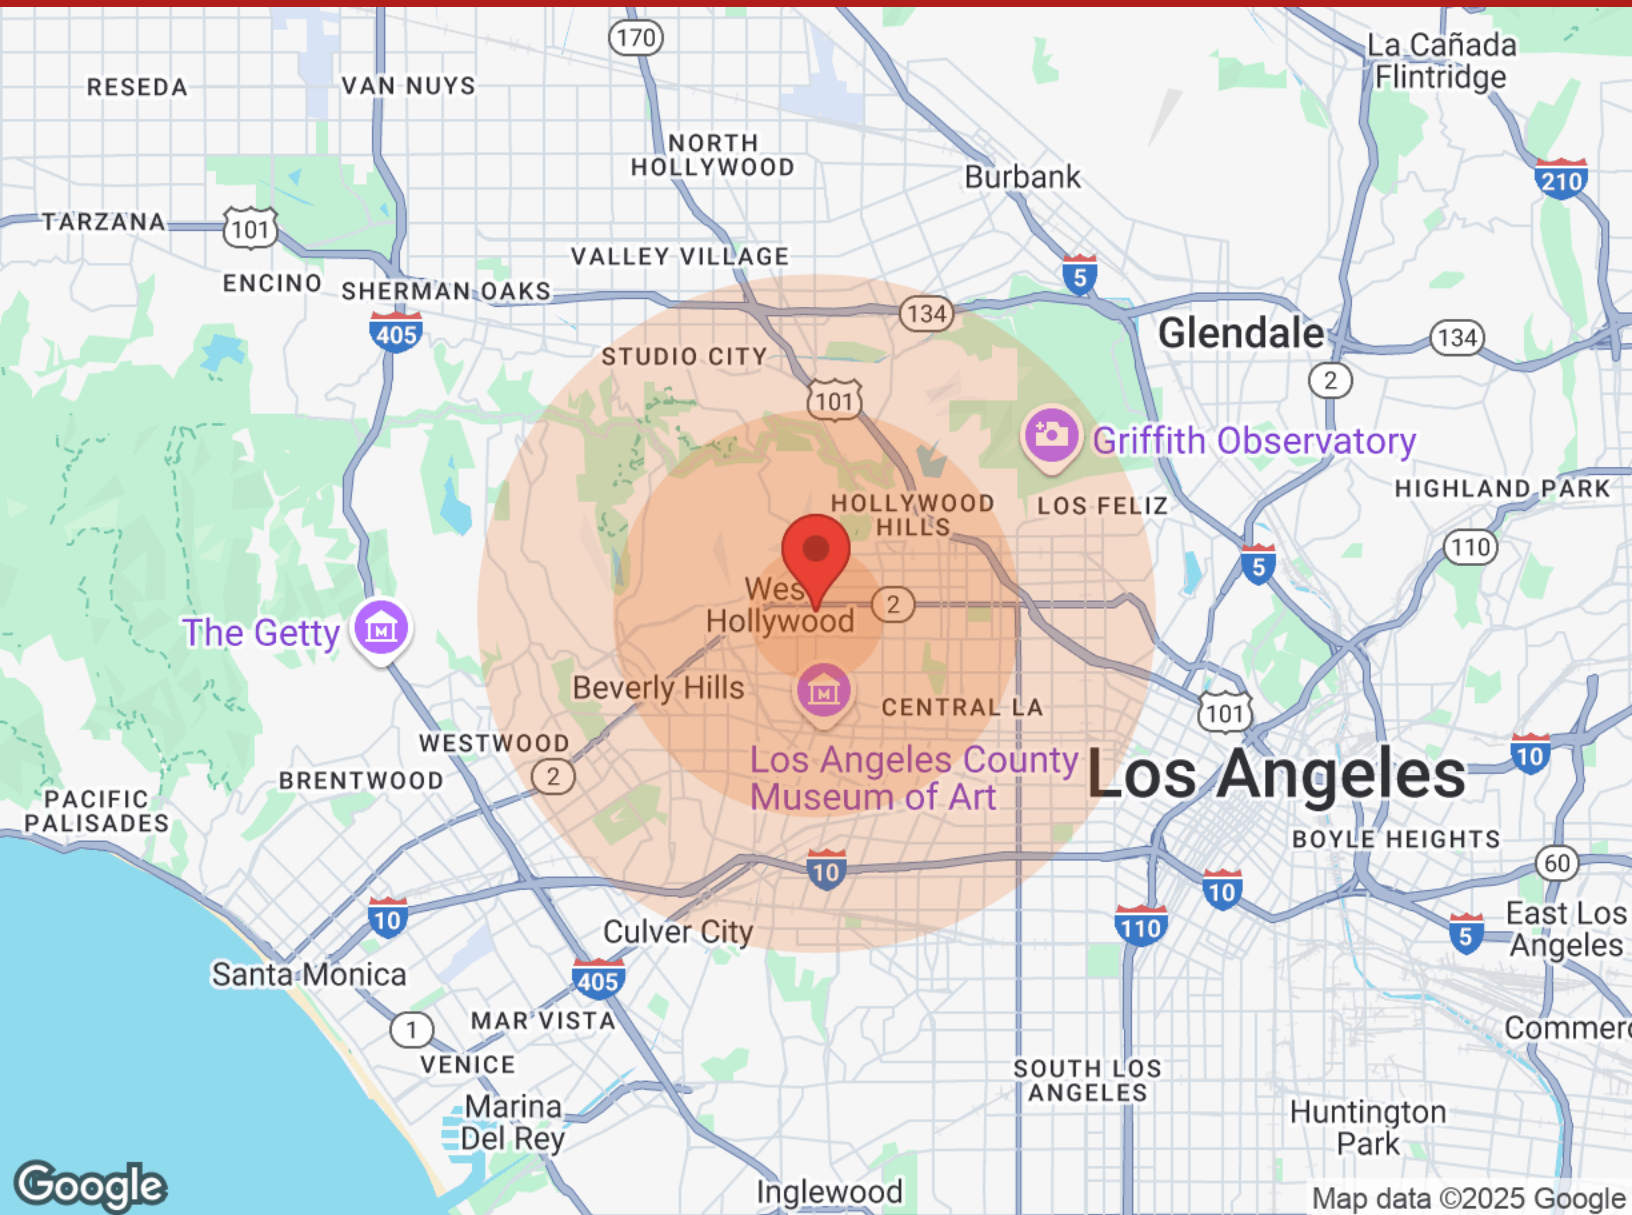 170
La Cañada
Flintridge
RESEDA
VAN NUYS
NORTH
HOLLYWOOD
Burbank
210
TARZANA
101
VALLEY VILLAGE
ENCINO
SHERMAN OAKS
5
405
134
Glendale
134
STUDIO CITY
2
101
Griffith Observatory
HIGHLAND PARK
HOLLYWOOD
HILLS
LOS FELIZ
110
5
West
Hollywood
2
The Getty
Beverly Hills
CENTRAL LA
101
WESTWOOD
2
Los Angeles County
Museum of Art
Los Angeles
10
BRENTWOOD
PACIFIC
PALISADES
BOYLE HEIGHTS
60
10
10
10
110
5
East Los
Angeles
Culver City
Santa Monica
405
1
MAR VISTA
VENICE
Commerc
SOUTH LOS
ANGELES
Marina
Del Rey
Huntington
Park
Google
Inglewood
Map data ©2025 Google